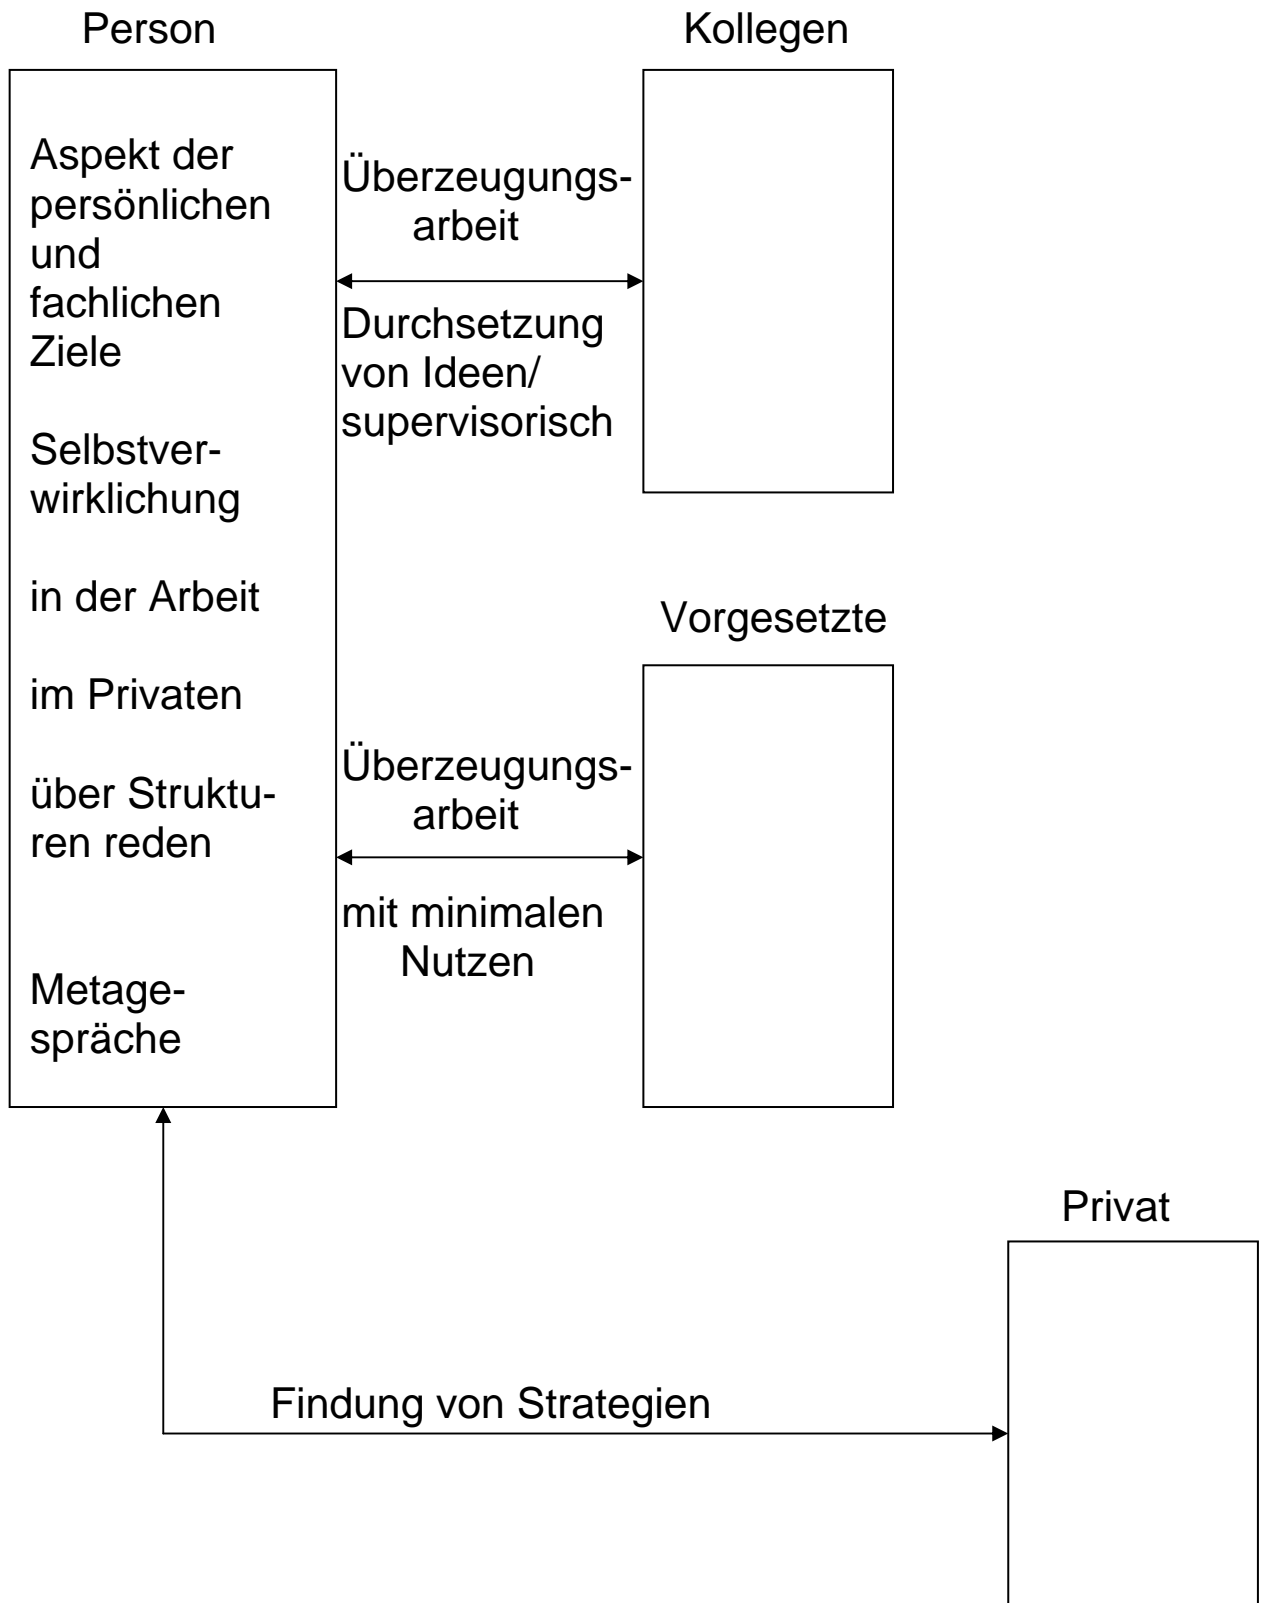 Person
Kollegen
Aspekt der
persönlichen
und
fachlichen
Ziele
Selbstver-
wirklichung
in der Arbeit
im Privaten
über Struktu-
ren reden
Metage-
spräche
Überzeugungs-
arbeit
Durchsetzung
von Ideen/
supervisorisch
Vorgesetzte
Überzeugungs-
arbeit
mit minimalen
Nutzen
Privat
Findung von Strategien